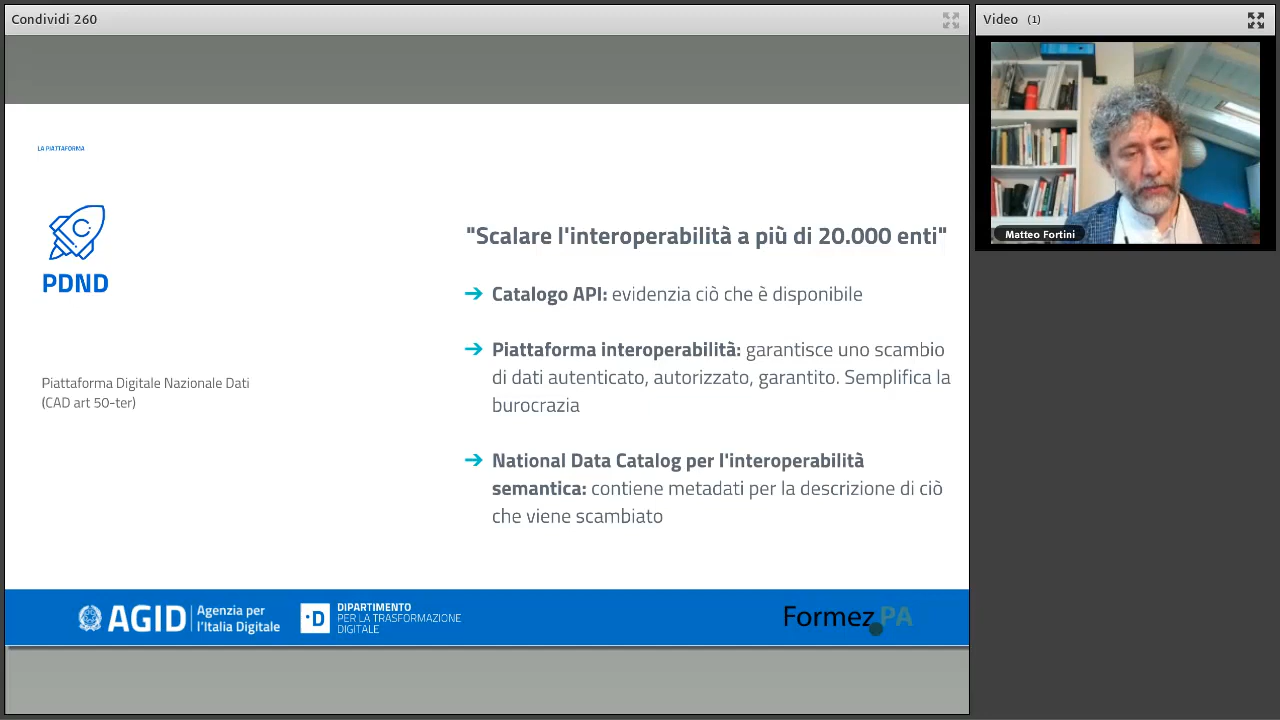 Condividi 260
Video (1)
Matteo Fortini
LA PIATTAFORMA
PDND
Piattaforma Digitale Nazionale Dati
(CAD art 50-ter)
"Scalare l'interoperabilità a più di 20.000 enti"
➔ Catalogo API: evidenzia ciò che è disponibile
➔ Piattaforma interoperabilità: garantisce uno scambio
di dati autenticato, autorizzato, garantito. Semplifica la
burocrazia
➔ National Data Catalog per l'interoperabilità
semantica: contiene metadati per la descrizione di ciò
che viene scambiato
AGID Agenzia per
l'Italia Digitale
D DIPARTIMENTO
PER LA TRASFORMAZIONE
DIGITALE
Formez PA